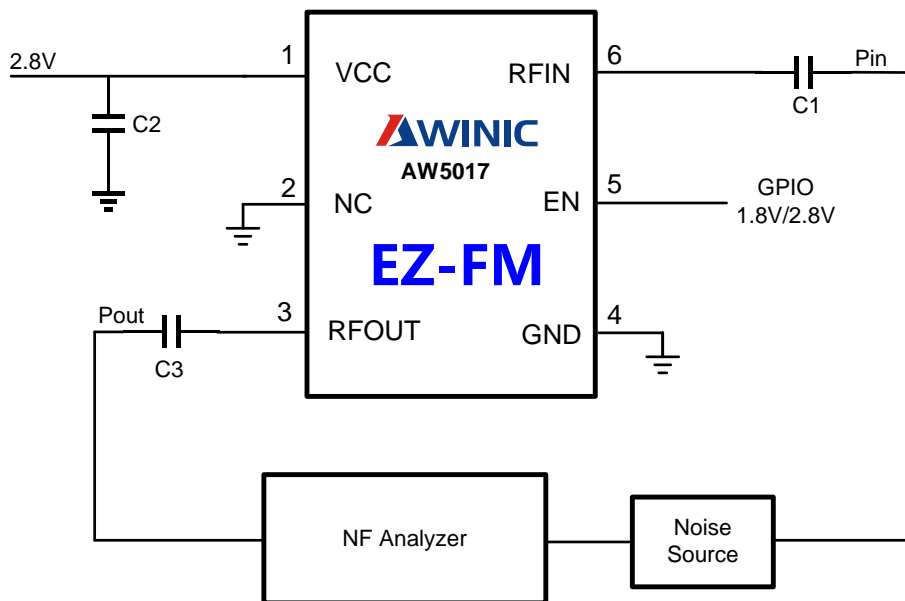 2.8V
1
VCC
RFIN
6
Pin
C2
C1
AWINIC
AW5017
2
NC
EN
5
GPIO
1.8V/2.8V
EZ-FM
Pout
3
RFOUT
GND
4
C3
NF Analyzer
Noise
Source